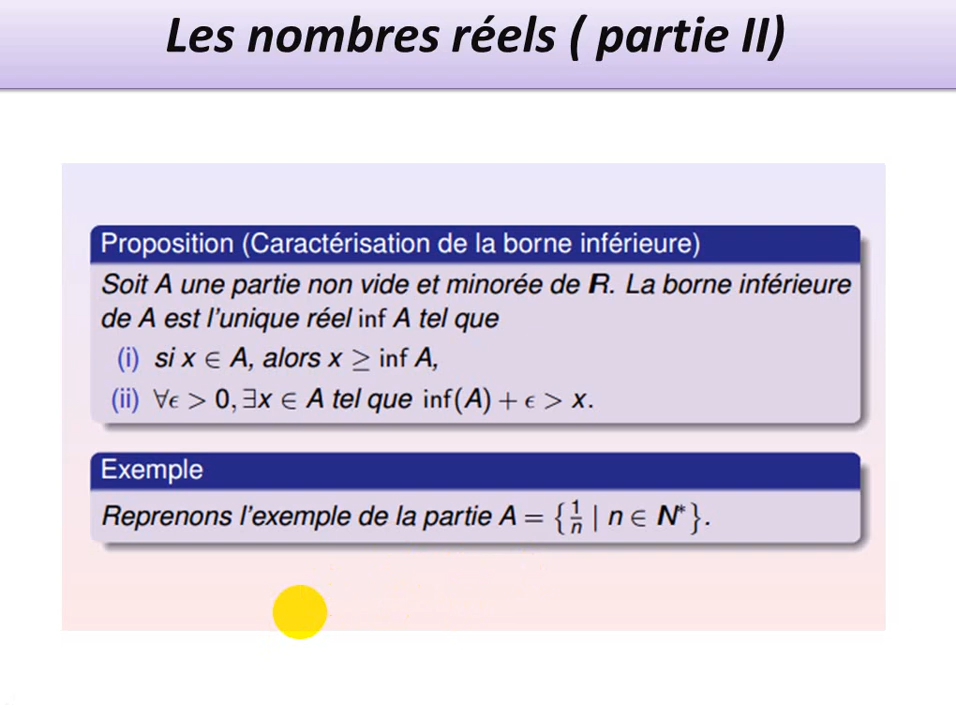 Les nombres réels ( partie II)
Proposition (Caractérisation de la borne inférieure)
Soit A une partie non vide et minorée de R. La borne inférieure
de A est l'unique réel inf A tel que
(i) si x ∈ A, alors x ≥ inf A,
(ii) ∀ϵ > 0, ∃x ∈ A tel que inf(A) + ϵ > x.
Exemple
Reprenons l'exemple de la partie A = {1/n | n ∈ N*}.